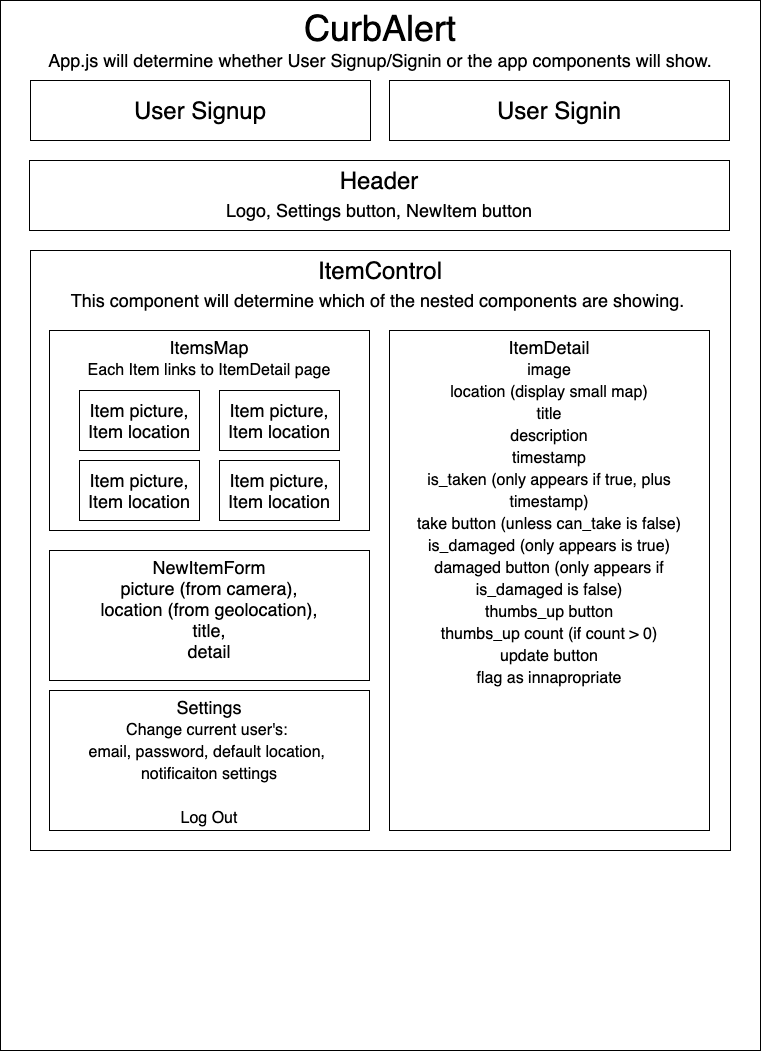 CurbAlert
App.js will determine whether User Signup/Signin or the app components will show.
User Signup
User Signin
Header
Logo, Settings button, NewItem button
ItemControl
This component will determine which of the nested components are showing.
ItemsMap
Each Item links to ItemDetail page
Item picture,
Item location
Item picture,
Item location
Item picture,
Item location
Item picture,
Item location
NewItemForm
picture (from camera),
location (from geolocation),
title,
detail
Settings
Change current user's:
email, password, default location,
notificaiton settings
Log Out
ItemDetail
image
location (display small map)
title
description
timestamp
is_taken (only appears if true, plus
timestamp)
take button (unless can_take is false)
is_damaged (only appears is true)
damaged button (only appears if
is_damaged is false)
thumbs_up button
thumbs_up count (if count > 0)
update button
flag as innapropriate